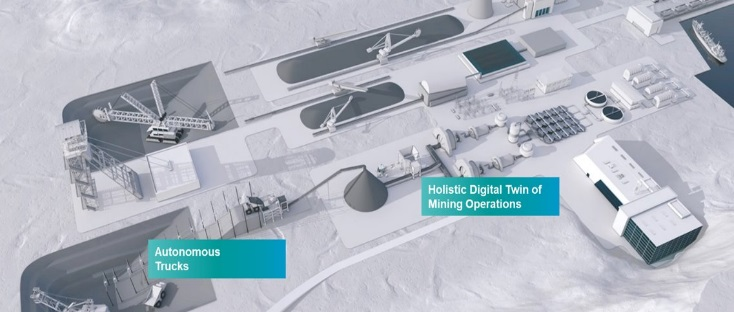 Holistic Digital Twin of
Mining Operations
Autonomous
Trucks